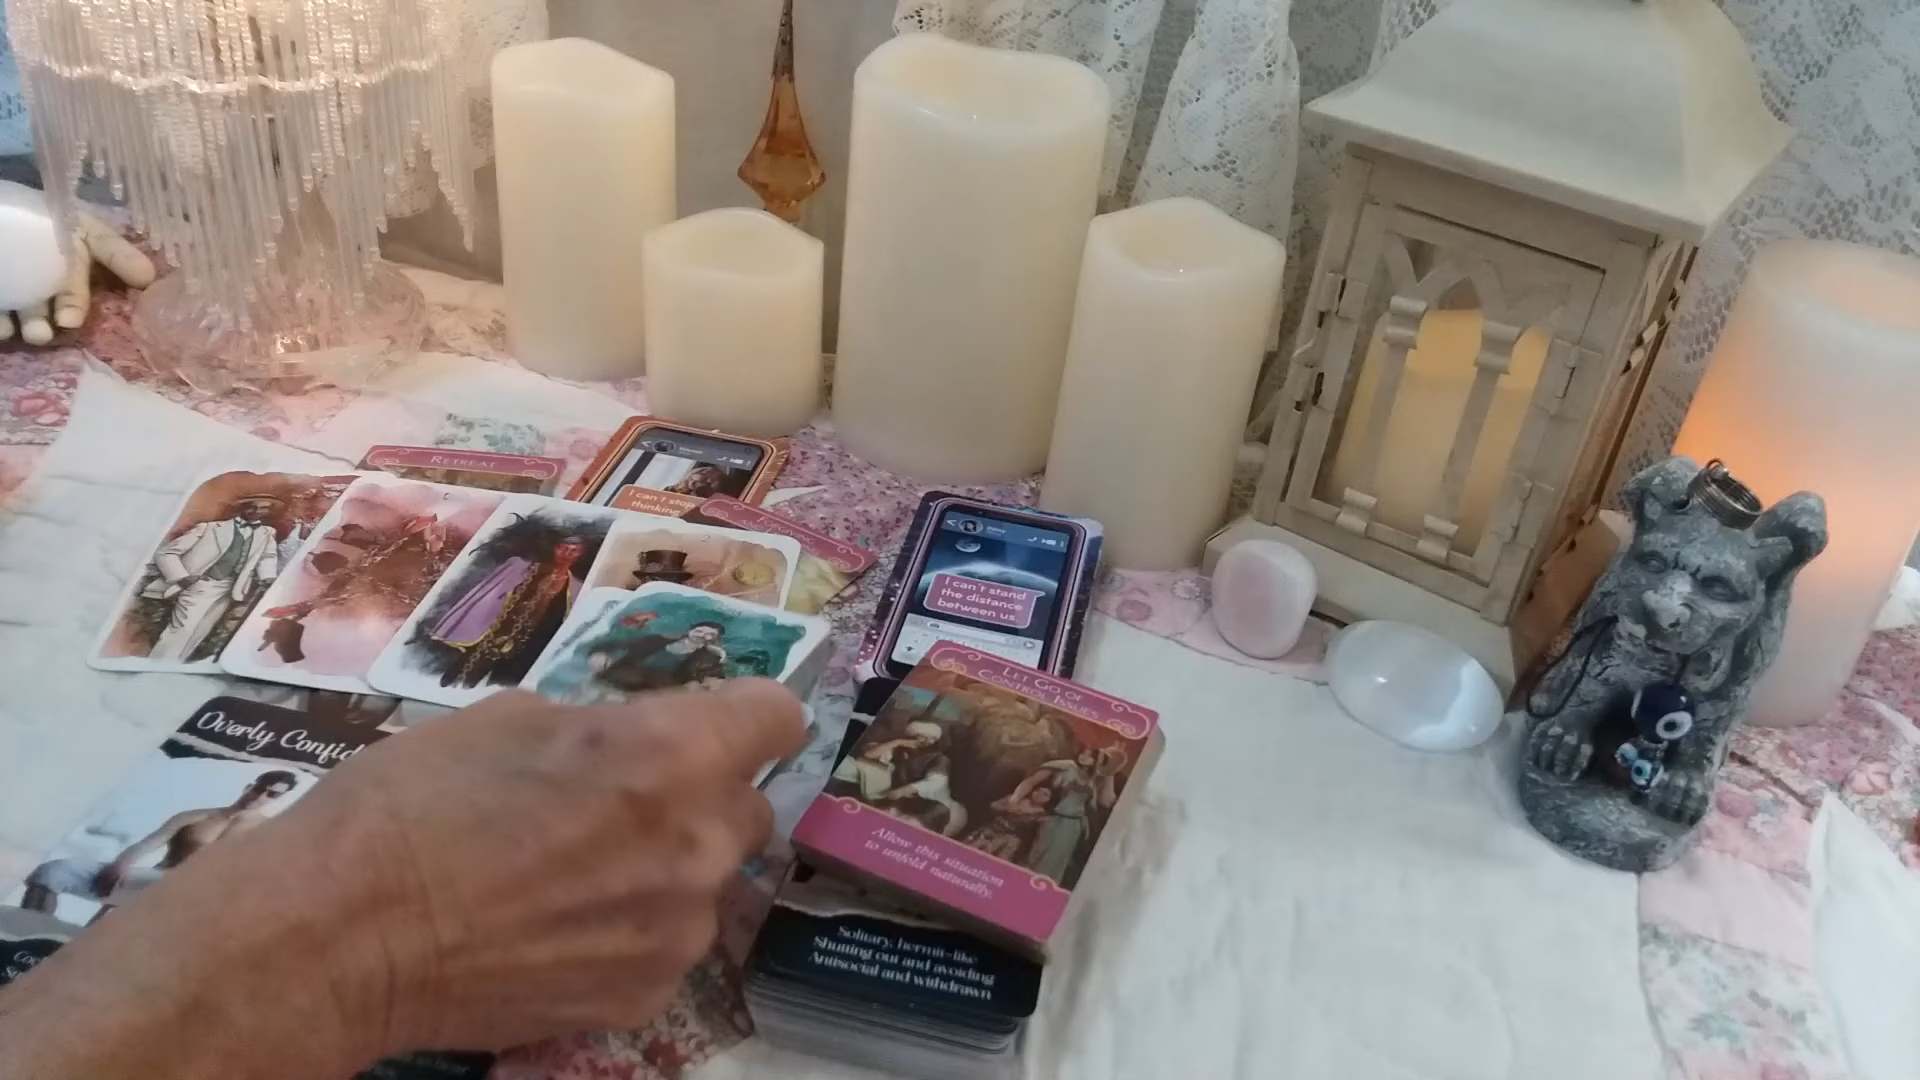 RETREAT
I can't stop
thinking
FORGIVING
I can't stand
the distance
between us.
LET GO OF
CONTROL ISSUES
Overly Confid
Allow this situation
to unfold naturally.
Solitary, hermit-like
Shutting out and avoiding
Antisocial and withdrawn